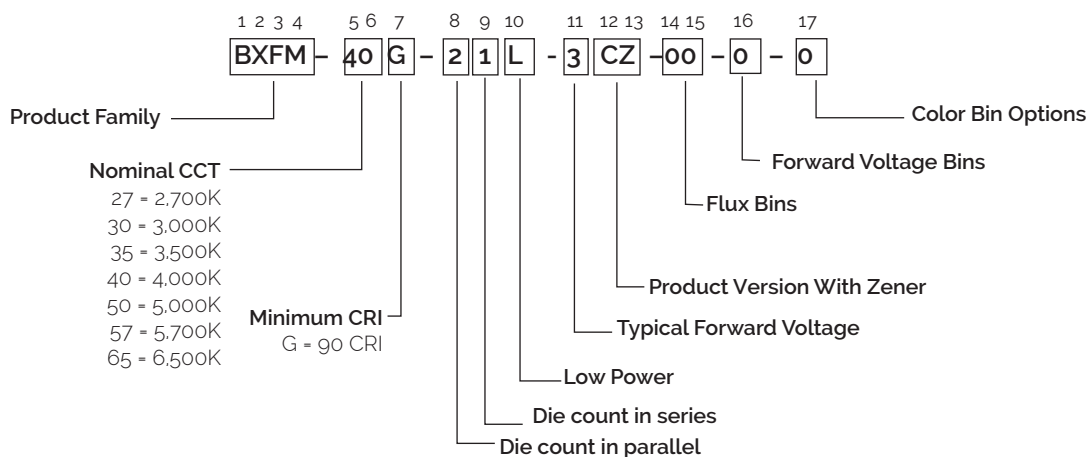 1 2 3 4 5 6 7 8 9 10 11 12 13 14 15 16 17
BXFM - 40 G - 2 1 L - 3 CZ -00 - 0 - 0
Product Family
Color Bin Options
Nominal CCT
Forward Voltage Bins
27 = 2,700K
30 = 3,000K
Flux Bins
35 = 3,500K
40 = 4,000K
50 = 5,000K
Product Version With Zener
57 = 5,700K
65 = 6,500K
Minimum CRI
G = 90 CRI
Typical Forward Voltage
Low Power
Die count in series
Die count in parallel